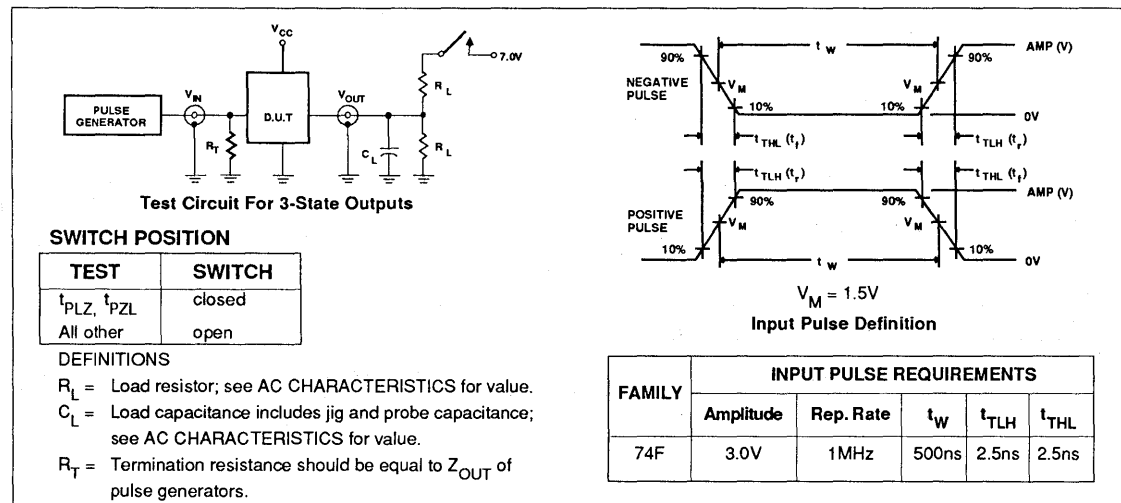 V_CC
7.0V
R_L
PULSE GENERATOR
V_IN
R_T
D.U.T
V_OUT
C_L
R_L
Test Circuit For 3-State Outputs
SWITCH POSITION
TEST SWITCH
t_PLZ, t_PZL closed
All other open
DEFINITIONS
R_L = Load resistor; see AC CHARACTERISTICS for value.
C_L = Load capacitance includes jig and probe capacitance;
see AC CHARACTERISTICS for value.
R_T = Termination resistance should be equal to Z_OUT of
pulse generators.
t_W
AMP (V)
90% 90%
NEGATIVE
PULSE
V_M V_M
10% 10%
0V
t_THL (t_f) t_TLH (t_r)
t_TLH (t_r) t_THL (t_f)
AMP (V)
90% 90%
POSITIVE
PULSE
V_M V_M
10% 10%
0V
t_W
V_M = 1.5V
Input Pulse Definition
FAMILY INPUT PULSE REQUIREMENTS
Amplitude Rep. Rate t_W t_TLH t_THL
74F 3.0V 1MHz 500ns 2.5ns 2.5ns